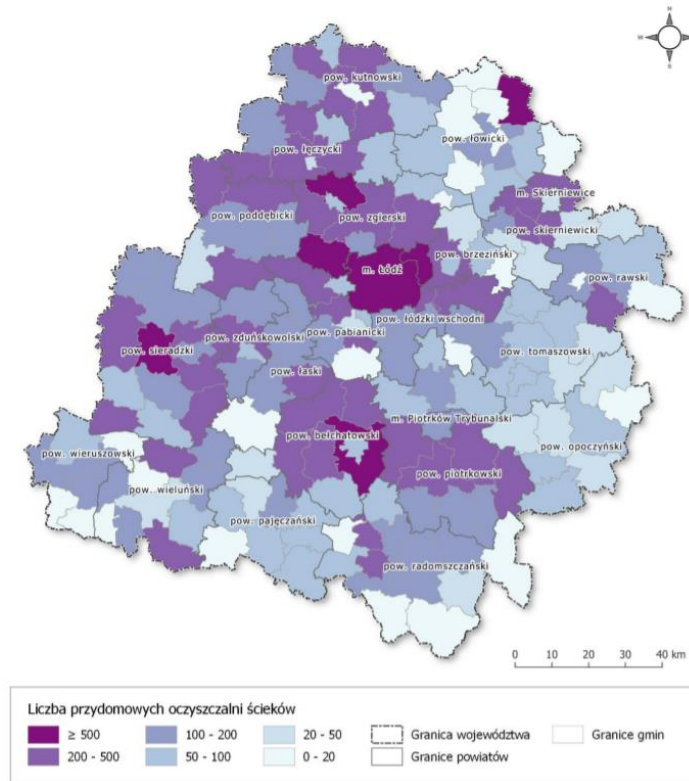 N
W E
S
pow. kutnowski
pow. łęczycki
pow. łowicki
m. Skierniewice
pow. poddębicki
pow. zgierski
pow. skierniewicki
pow. brzeziński
m. Łódź
pow. rawski
pow. łódzki wschodni
pow. pabianicki
pow. zduńskowolski
pow. sieradzki
pow. tomaszowski
pow. łaski
m. Piotrków Trybunalski
pow. bełchatowski
pow. opoczyński
pow. wieruszowski
pow. piotrkowski
pow. wieluński
pow. pajęczański
pow. radomszczański
0 10 20 30 40 km
Liczba przydomowych oczyszczalni ścieków
≥ 500 100 - 200 20 - 50 Granica województwa Granice gmin
200 - 500 50 - 100 0 - 20 Granice powiatów